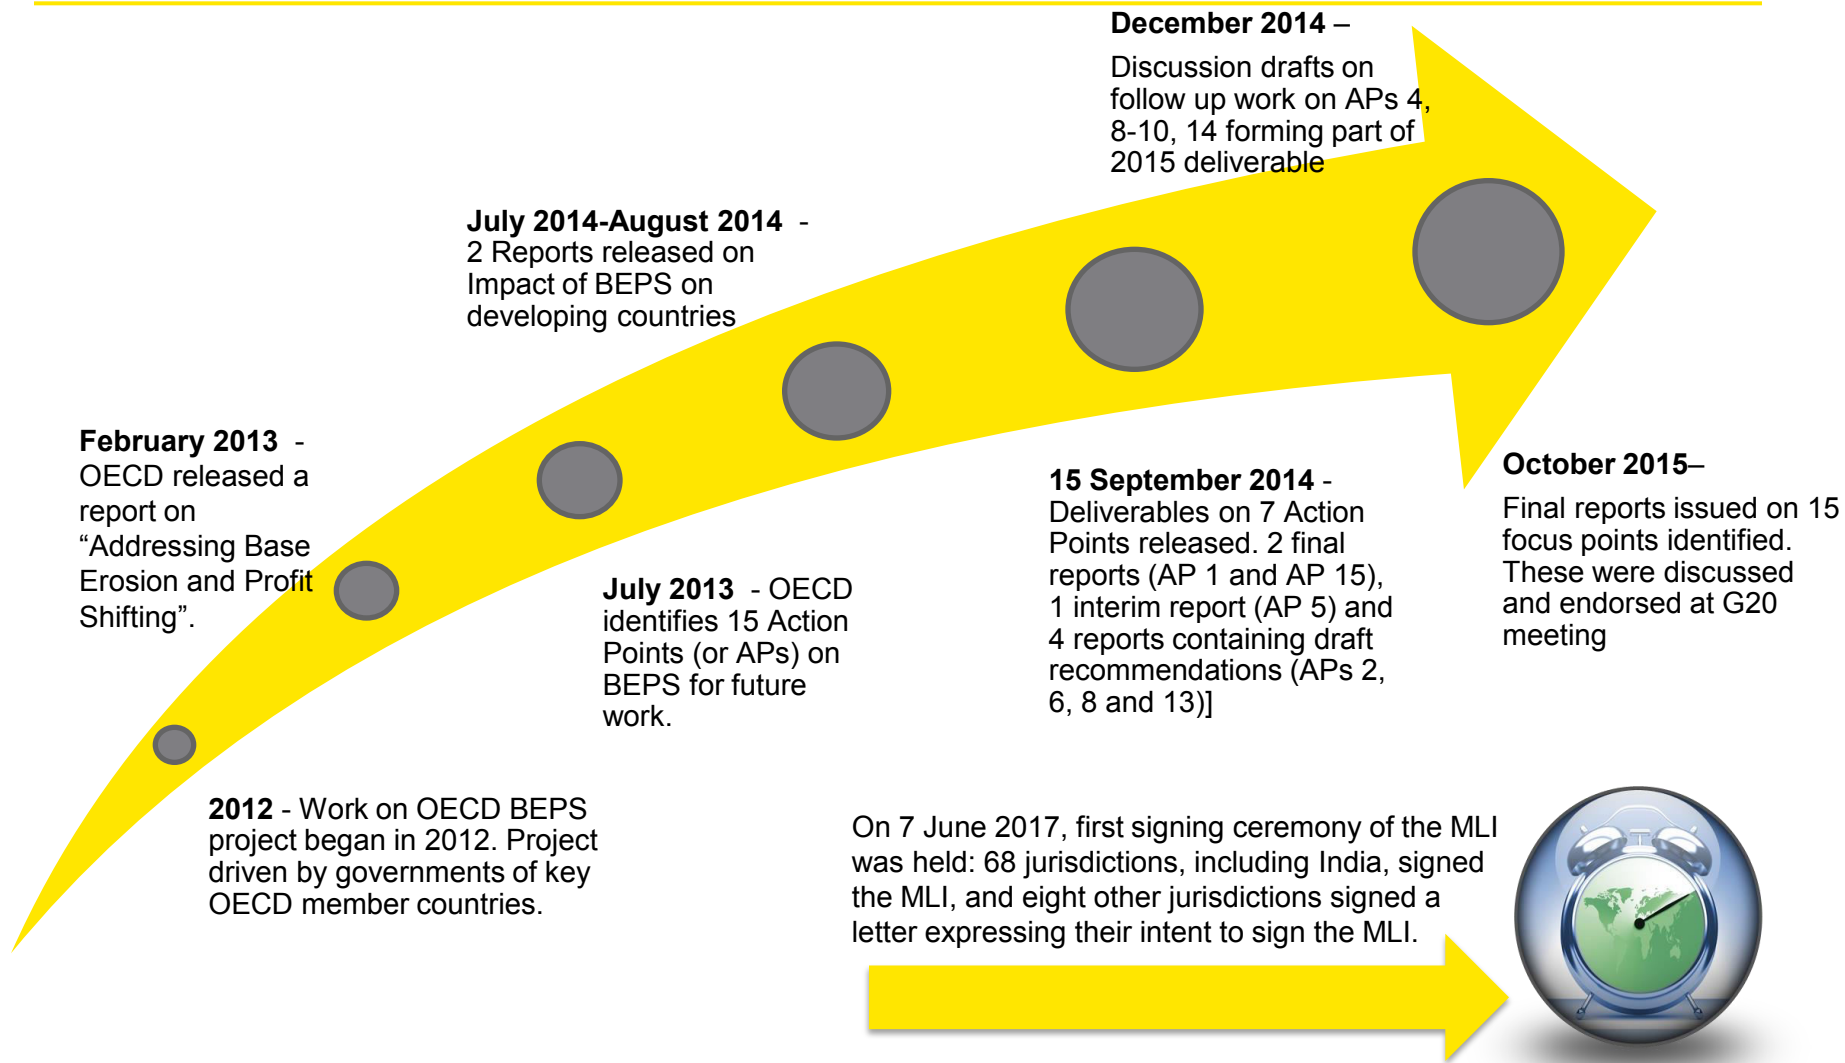 December 2014 –
Discussion drafts on
follow up work on APs 4,
8-10, 14 forming part of
2015 deliverable
July 2014-August 2014 -
2 Reports released on
Impact of BEPS on
developing countries
February 2013 -
OECD released a
report on
“Addressing Base
Erosion and Profit
Shifting”.
October 2015–
Final reports issued on 15
focus points identified.
These were discussed
and endorsed at G20
meeting
15 September 2014 -
Deliverables on 7 Action
Points released. 2 final
reports (AP 1 and AP 15),
1 interim report (AP 5) and
4 reports containing draft
recommendations (APs 2,
6, 8 and 13)]
July 2013 - OECD
identifies 15 Action
Points (or APs) on
BEPS for future
work.
2012 - Work on OECD BEPS
project began in 2012. Project
driven by governments of key
OECD member countries.
On 7 June 2017, first signing ceremony of the MLI
was held: 68 jurisdictions, including India, signed
the MLI, and eight other jurisdictions signed a
letter expressing their intent to sign the MLI.